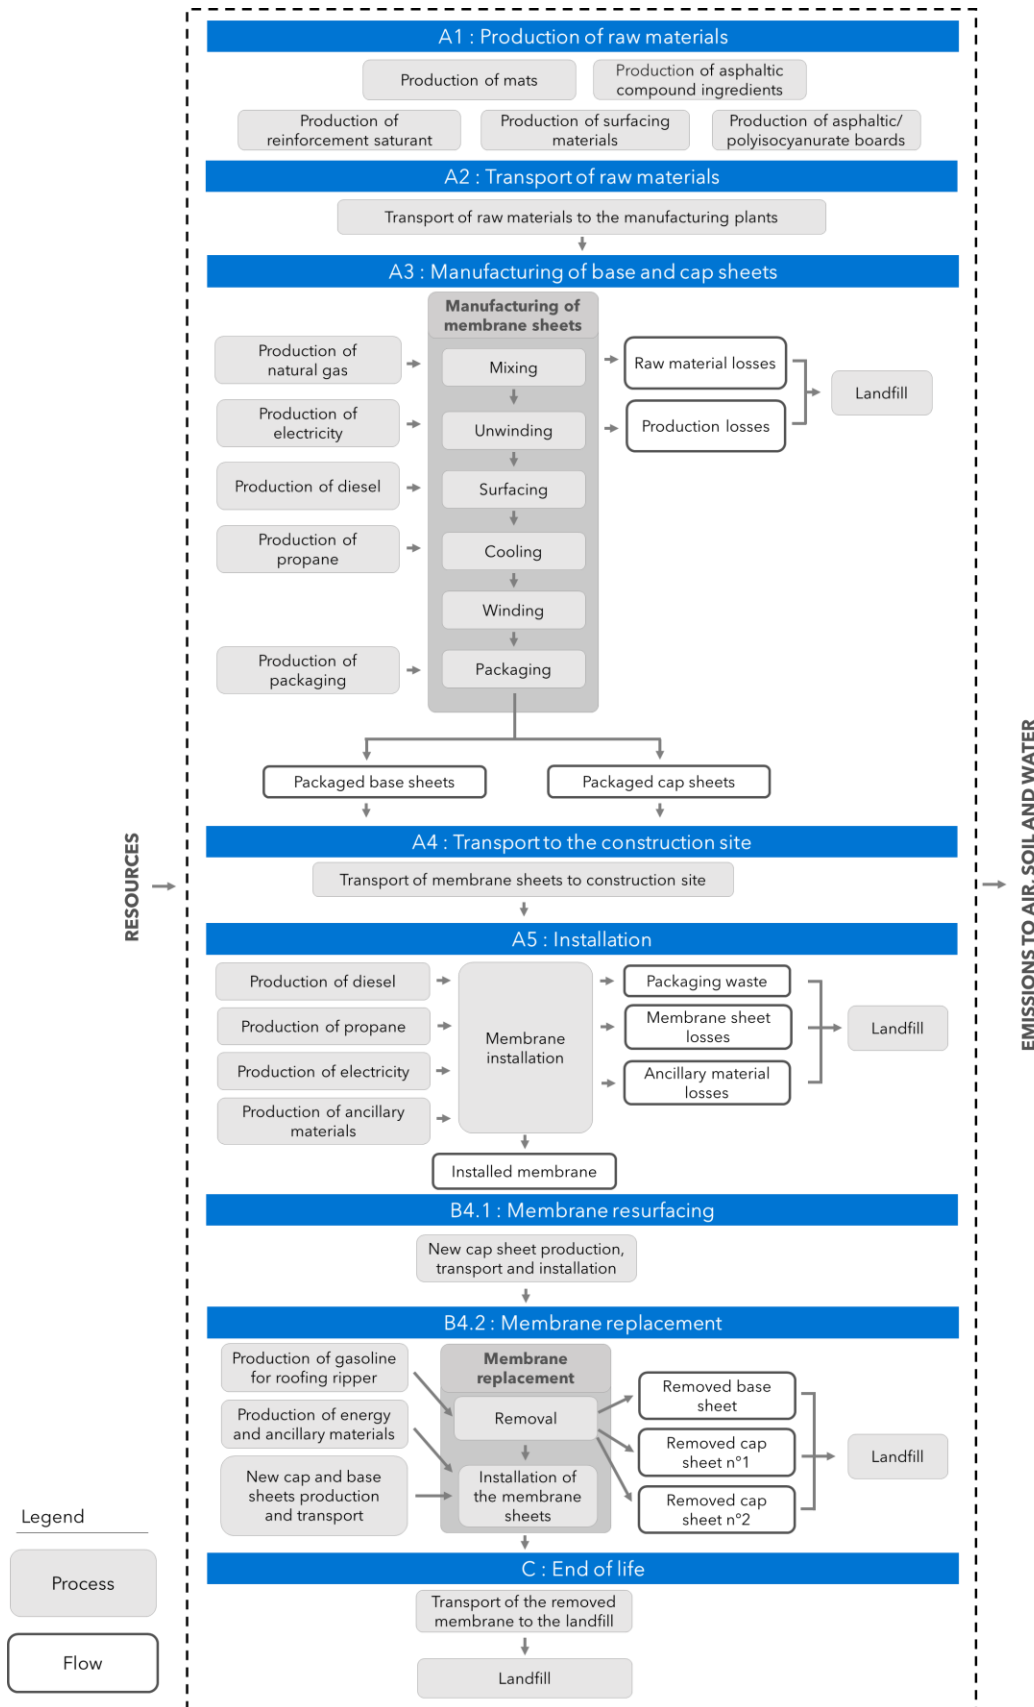 A1 : Production of raw materials
Production of mats
Production of asphaltic
compound ingredients
Production of
reinforcement saturant
Production of surfacing
materials
Production of asphaltic/
polyisocyanurate boards
A2 : Transport of raw materials
Transport of raw materials to the manufacturing plants
A3 : Manufacturing of base and cap sheets
Manufacturing of
membrane sheets
Production of
natural gas
Mixing
Raw material losses
Landfill
Production of
electricity
Unwinding
Production losses
Production of diesel
Surfacing
Production of
propane
Cooling
Winding
Production of
packaging
Packaging
Packaged base sheets
Packaged cap sheets
A4 : Transport to the construction site
Transport of membrane sheets to construction site
RESOURCES
EMISSIONS TO AIR, SOIL AND WATER
A5 : Installation
Production of diesel
Production of propane
Production of electricity
Production of ancillary
materials
Membrane
installation
Packaging waste
Membrane sheet
losses
Ancillary material
losses
Landfill
Installed membrane
B4.1 : Membrane resurfacing
New cap sheet production,
transport and installation
B4.2 : Membrane replacement
Production of gasoline
for roofing ripper
Production of energy
and ancillary materials
New cap and base
sheets production
and transport
Membrane
replacement
Removal
Installation of
the membrane
sheets
Removed base
sheet
Removed cap
sheet n°1
Removed cap
sheet n°2
Landfill
C : End of life
Transport of the removed
membrane to the landfill
Landfill
Legend
Process
Flow